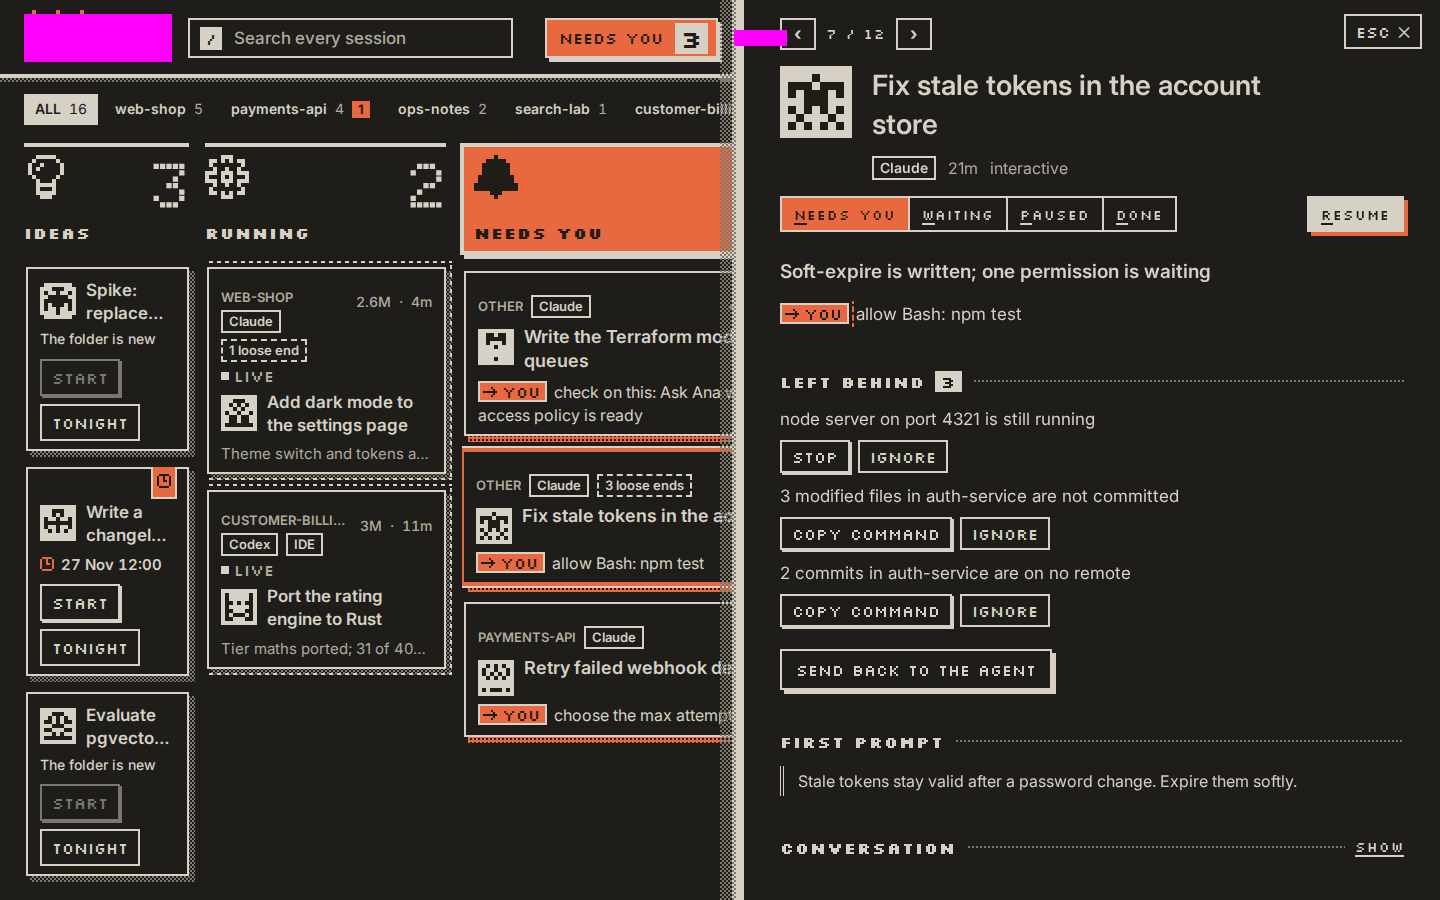 / Search every session
NEEDS YOU 3
ALL 16 web-shop 5 payments-api 4 1 ops-notes 2 search-lab 1
3
IDEAS
2
RUNNING
NEEDS YOU
Spike:
replace...
The folder is new
START
TONIGHT
Write a
changel...
27 Nov 12:00
START
TONIGHT
Evaluate
pgvecto...
The folder is new
START
TONIGHT
WEB-SHOP 2.6M · 4m
Claude
1 loose end
LIVE
Add dark mode to
the settings page
Theme switch and tokens a...
CUSTOMER-BILLI... 3M · 11m
Codex IDE
LIVE
Port the rating
engine to Rust
Tier maths ported; 31 of 40...
OTHER Claude
Write the Terraform
queues
→ YOU check on this: Ask Ana
access policy is ready
OTHER Claude 3 loose ends
Fix stale tokens in the
→ YOU allow Bash: npm test
PAYMENTS-API Claude
Retry failed webhook
→ YOU choose the max
‹ 7 / 12 ›
ESC ×
Fix stale tokens in the account
store
Claude 21m interactive
NEEDS YOU WAITING PAUSED DONE
RESUME
Soft-expire is written; one permission is waiting
→ YOU allow Bash: npm test
LEFT BEHIND 3
node server on port 4321 is still running
STOP IGNORE
3 modified files in auth-service are not committed
COPY COMMAND IGNORE
2 commits in auth-service are on no remote
COPY COMMAND IGNORE
SEND BACK TO THE AGENT
FIRST PROMPT
Stale tokens stay valid after a password change. Expire them softly.
CONVERSATION SHOW